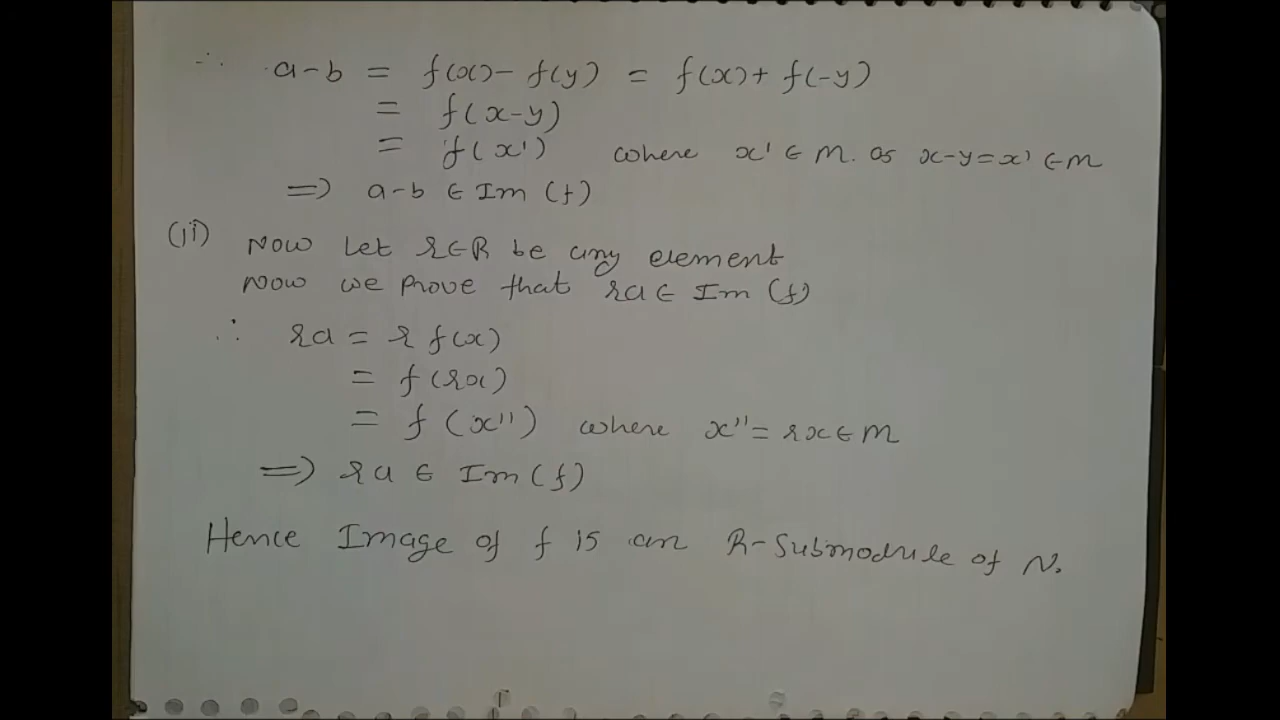 ∴ a-b = f(x) - f(y) = f(x) + f(-y)
= f(x-y)
= f(x') where x' ∈ M. as x-y = x' ∈ M
⇒ a-b ∈ Im (f)
(ii) Now Let r∈R be any element
Now we prove that ra ∈ Im (f)
∴ ra = r f(x)
= f(rx)
= f(x'') where x'' = rx ∈ M
⇒ ra ∈ Im(f)
Hence Image of f is an R-submodule of N.